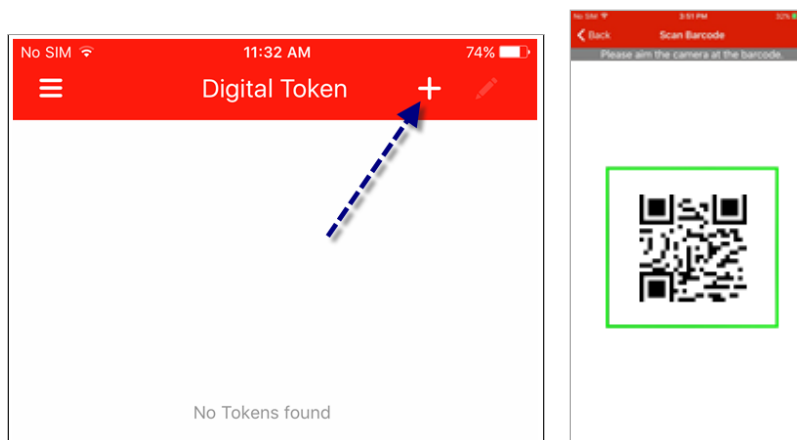 No SIM 11:32 AM 74%
Digital Token
No Tokens found
No SIM 3:51 PM 32%
Back Scan Barcode
Please aim the camera at the barcode.